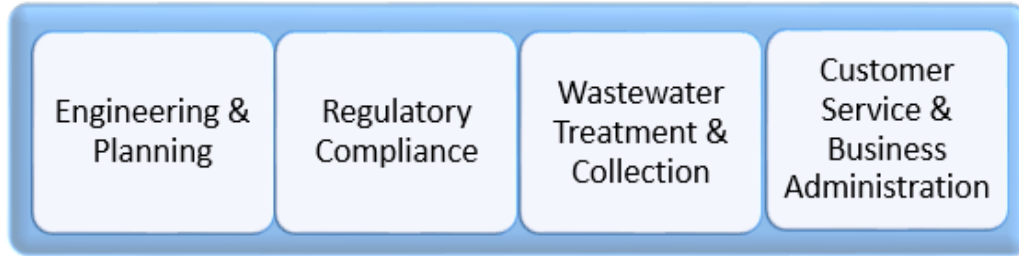 Engineering &
Planning
Regulatory
Compliance
Wastewater
Treatment &
Collection
Customer
Service &
Business
Administration